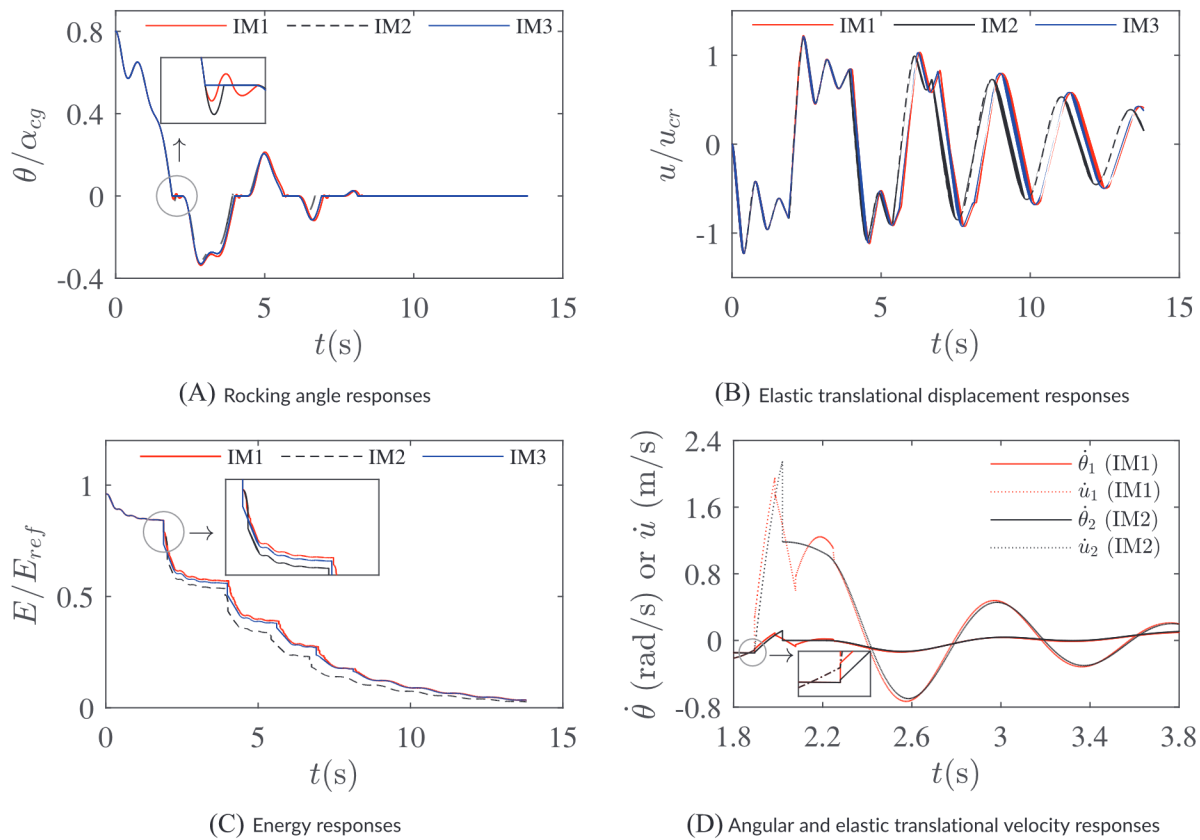 IM1 IM2 IM3
0.8
0.4
0
-0.4
θ/α_cg
0 5 10 15
t(s)
(A) Rocking angle responses
IM1 IM2 IM3
1
0
-1
u/u_cr
0 5 10 15
t(s)
(B) Elastic translational displacement responses
IM1 IM2 IM3
1
0.5
0
E/E_ref
0 5 10 15
t(s)
(C) Energy responses
2.4
1.6
0.8
0
-0.8
θ̇ (rad/s) or u̇ (m/s)
θ̇₁ (IM1)
u̇₁ (IM1)
θ̇₂ (IM2)
u̇₂ (IM2)
1.8 2.2 2.6 3 3.4 3.8
t(s)
(D) Angular and elastic translational velocity responses